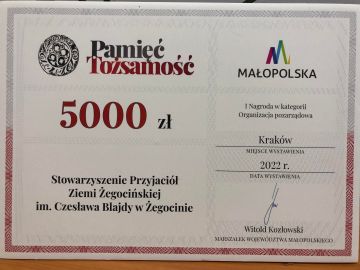 Pamięć
Tożsamość
MAŁOPOLSKA
5000 zł
I Nagroda w kategorii
Organizacja pozarządowa
Kraków
MIEJSCE WYSTAWIENIA
2022 r.
DATA WYSTAWIENIA
Stowarzyszenie Przyjaciół
Ziemi Żegocińskiej
im. Czesława Blajdy w Żegocinie
Witold Kozłowski
MARSZAŁEK WOJEWÓDZTWA MAŁOPOLSKIEGO